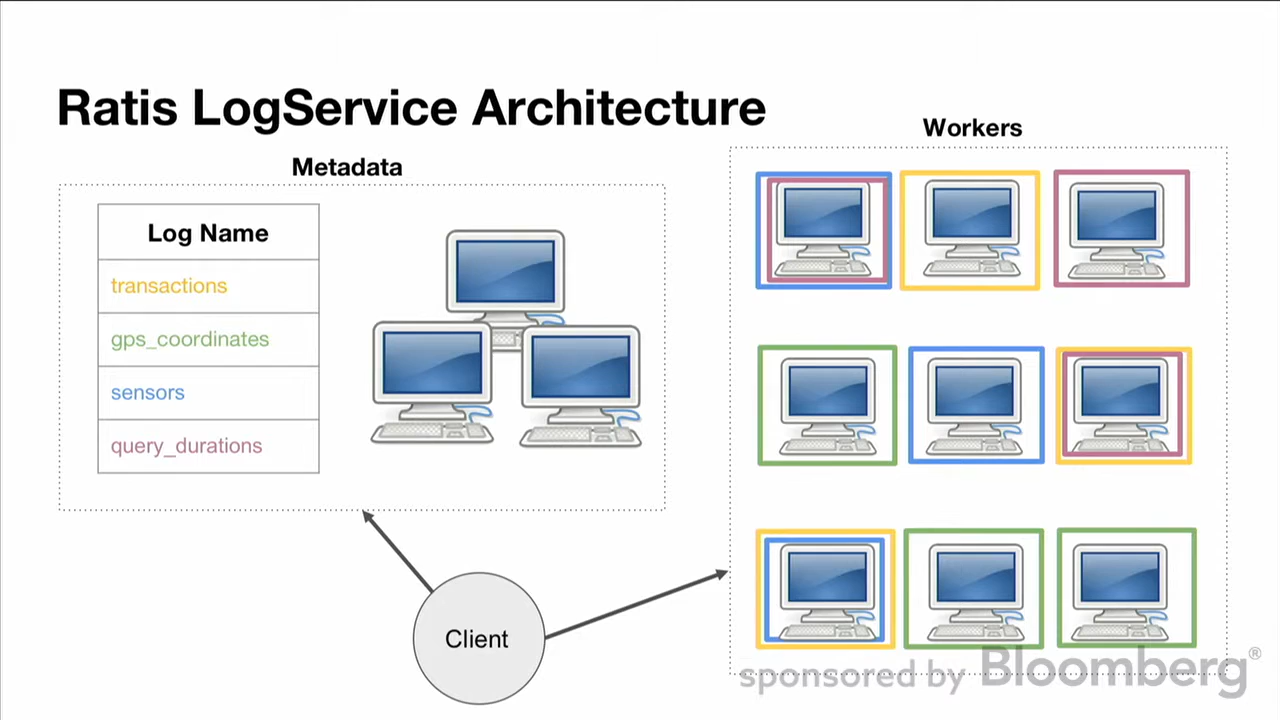 Ratis LogService Architecture
Metadata
Workers
Log Name
transactions
gps_coordinates
sensors
query_durations
Client
sponsored by Bloomberg®